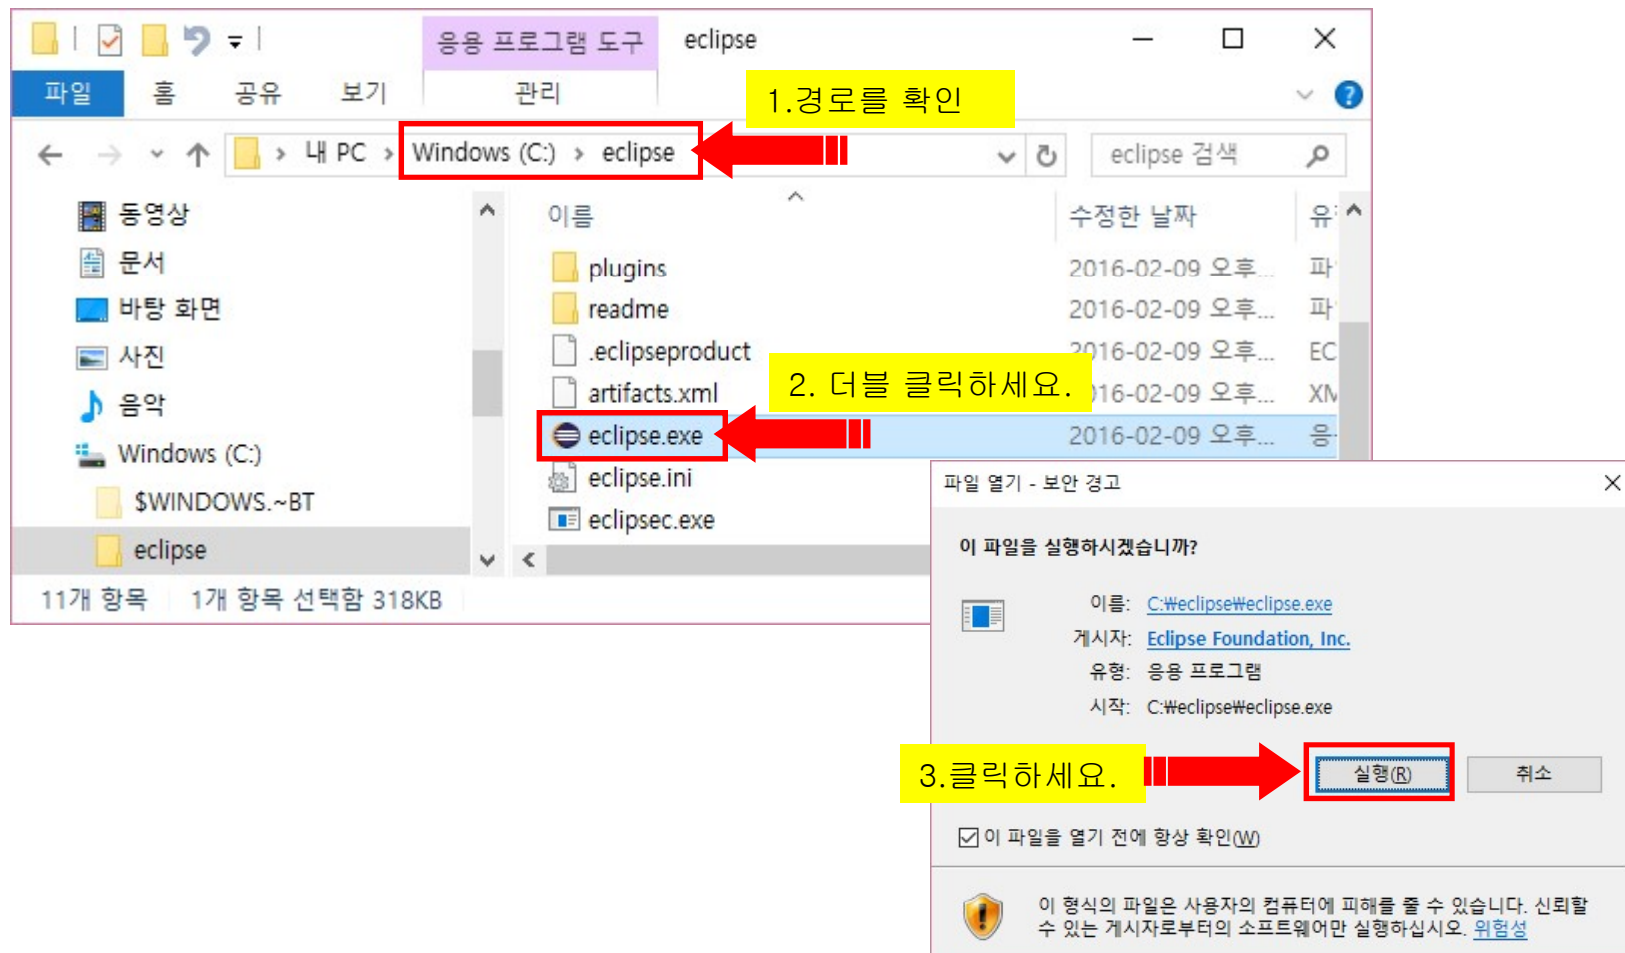 응용 프로그램 도구 eclipse
파일 홈 공유 보기 관리
1.경로를 확인
내 PC > Windows (C:) > eclipse
eclipse 검색
동영상
문서
바탕 화면
사진
음악
Windows (C:)
$WINDOWS.~BT
eclipse
이름 수정한 날짜 유
plugins 2016-02-09 오후...
readme 2016-02-09 오후...
.eclipseproduct 2016-02-09 오후... EC
artifacts.xml 2016-02-09 오후...
2. 더블 클릭하세요.
eclipse.exe 2016-02-09 오후... 응
eclipse.ini
eclipsec.exe
11개 항목 1개 항목 선택함 318KB
파일 열기 - 보안 경고
이 파일을 실행하시겠습니까?
이름: C:₩eclipse₩eclipse.exe
게시자: Eclipse Foundation, Inc.
유형: 응용 프로그램
시작: C:₩eclipse₩eclipse.exe
3.클릭하세요.
실행(R) 취소
이 파일을 열기 전에 항상 확인(W)
이 형식의 파일은 사용자의 컴퓨터에 피해를 줄 수 있습니다. 신뢰할
수 있는 게시자로부터의 소프트웨어만 실행하십시오. 위험성